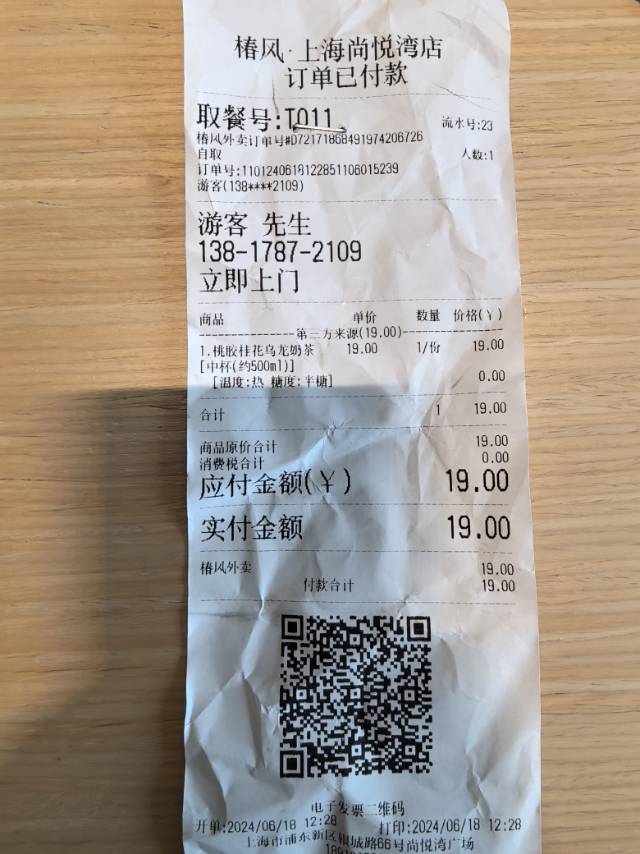 椿风·上海尚悦湾店
订单已付款
取餐号:T011 流水号:23
椿风外卖订单号#D721718684919742067​26
自取 人数:1
订单号:1101240618122851106015239
游客(138****2109)
游客 先生
138-1787-2109
立即上门
商品 单价 数量 价格(¥)
第三方来源(19.00)
1.桃胶桂花乌龙奶茶 19.00 1/份 19.00
[中杯(约500ml)]
[温度:热 糖度:半糖] 0.00
合计 1 19.00
商品原价合计 19.00
消费税合计 0.00
应付金额(¥) 19.00
实付金额 19.00
椿风外卖 19.00
付款合计 19.00
电子发票二维码
开单:2024/06/18 12:28 打印:2024/06/18 12:28
上海市浦东新区银城路66号尚悦湾广场